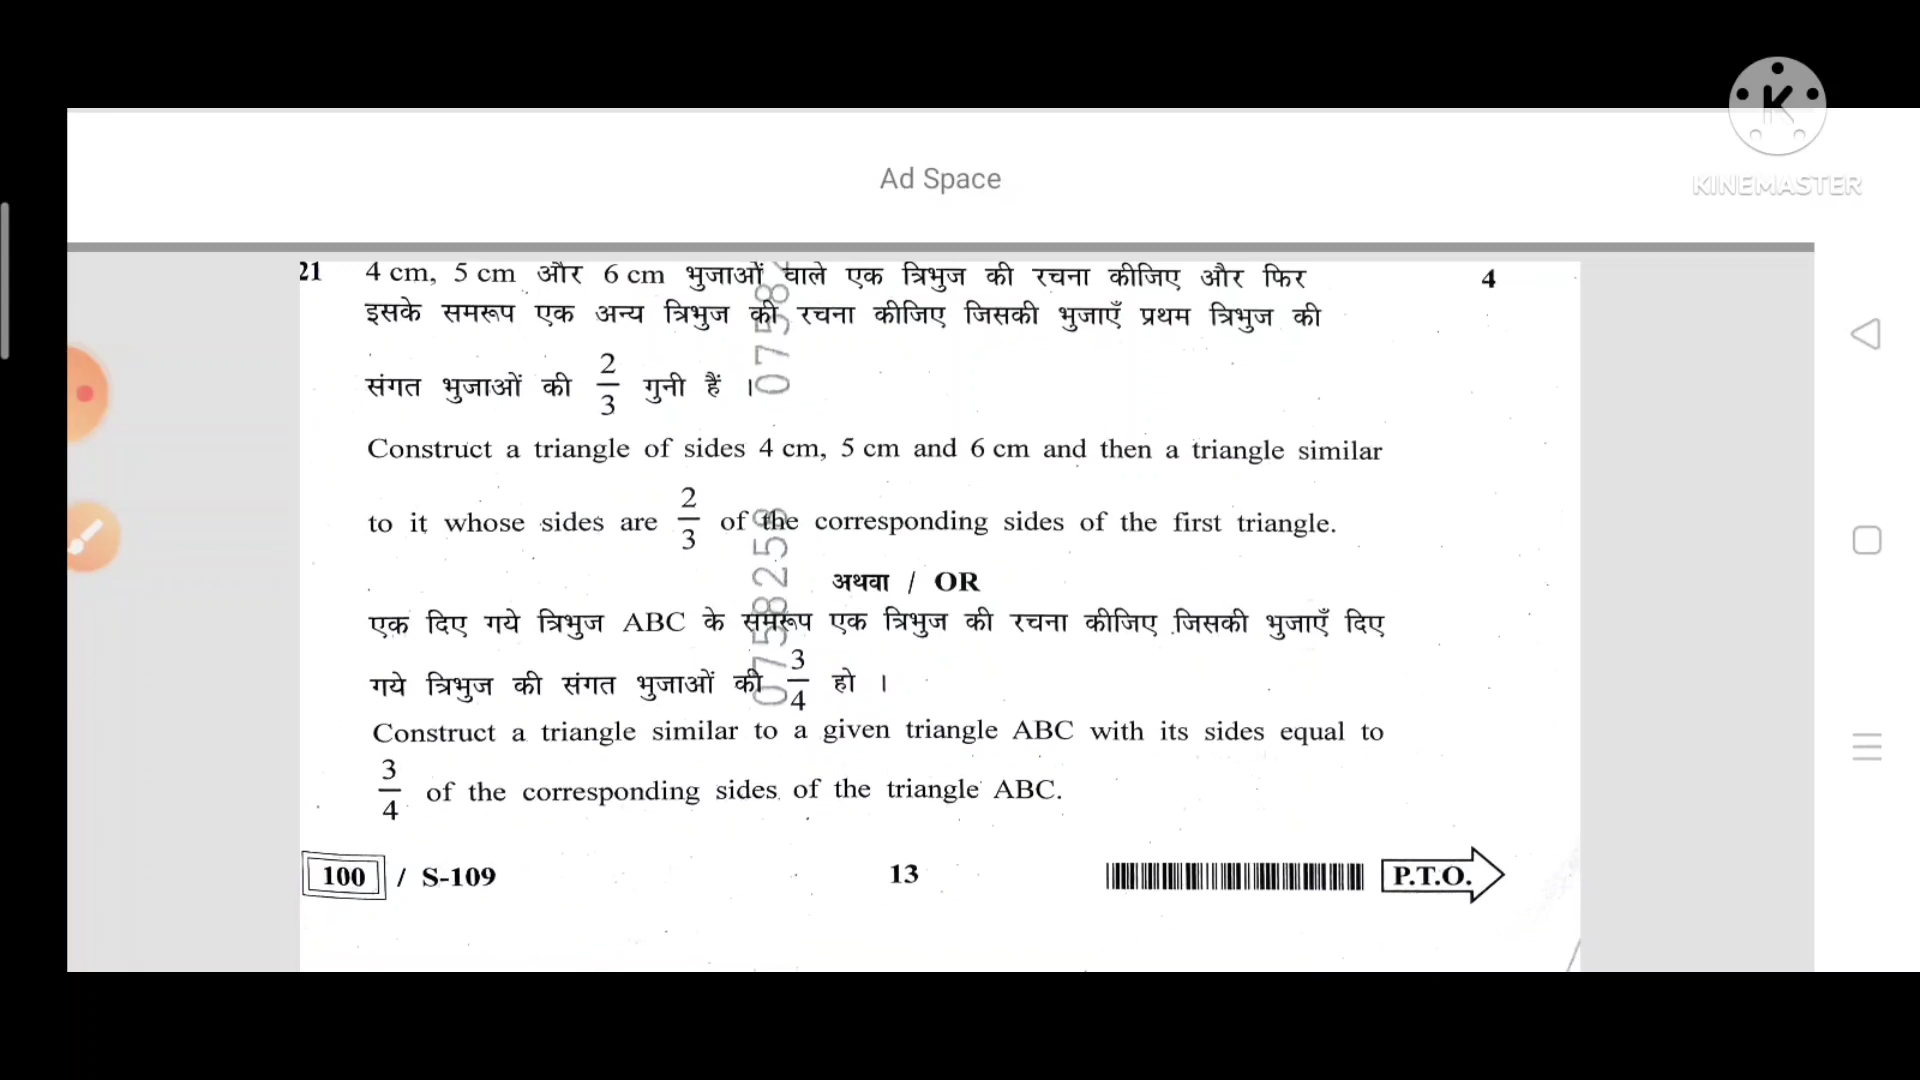 Ad Space
KINEMASTER
21 4 cm, 5 cm और 6 cm भुजाओं वाले एक त्रिभुज की रचना कीजिए और फिर 4
इसके समरूप एक अन्य त्रिभुज की रचना कीजिए जिसकी भुजाएँ प्रथम त्रिभुज की
संगत भुजाओं की 2/3 गुनी हैं ।
Construct a triangle of sides 4 cm, 5 cm and 6 cm and then a triangle similar
to it whose sides are 2/3 of the corresponding sides of the first triangle.
अथवा / OR
एक दिए गये त्रिभुज ABC के समरूप एक त्रिभुज की रचना कीजिए जिसकी भुजाएँ दिए
गये त्रिभुज की संगत भुजाओं की 3/4 हो ।
Construct a triangle similar to a given triangle ABC with its sides equal to
3/4 of the corresponding sides of the triangle ABC.
100 / S-109 13 P.T.O.
0758258